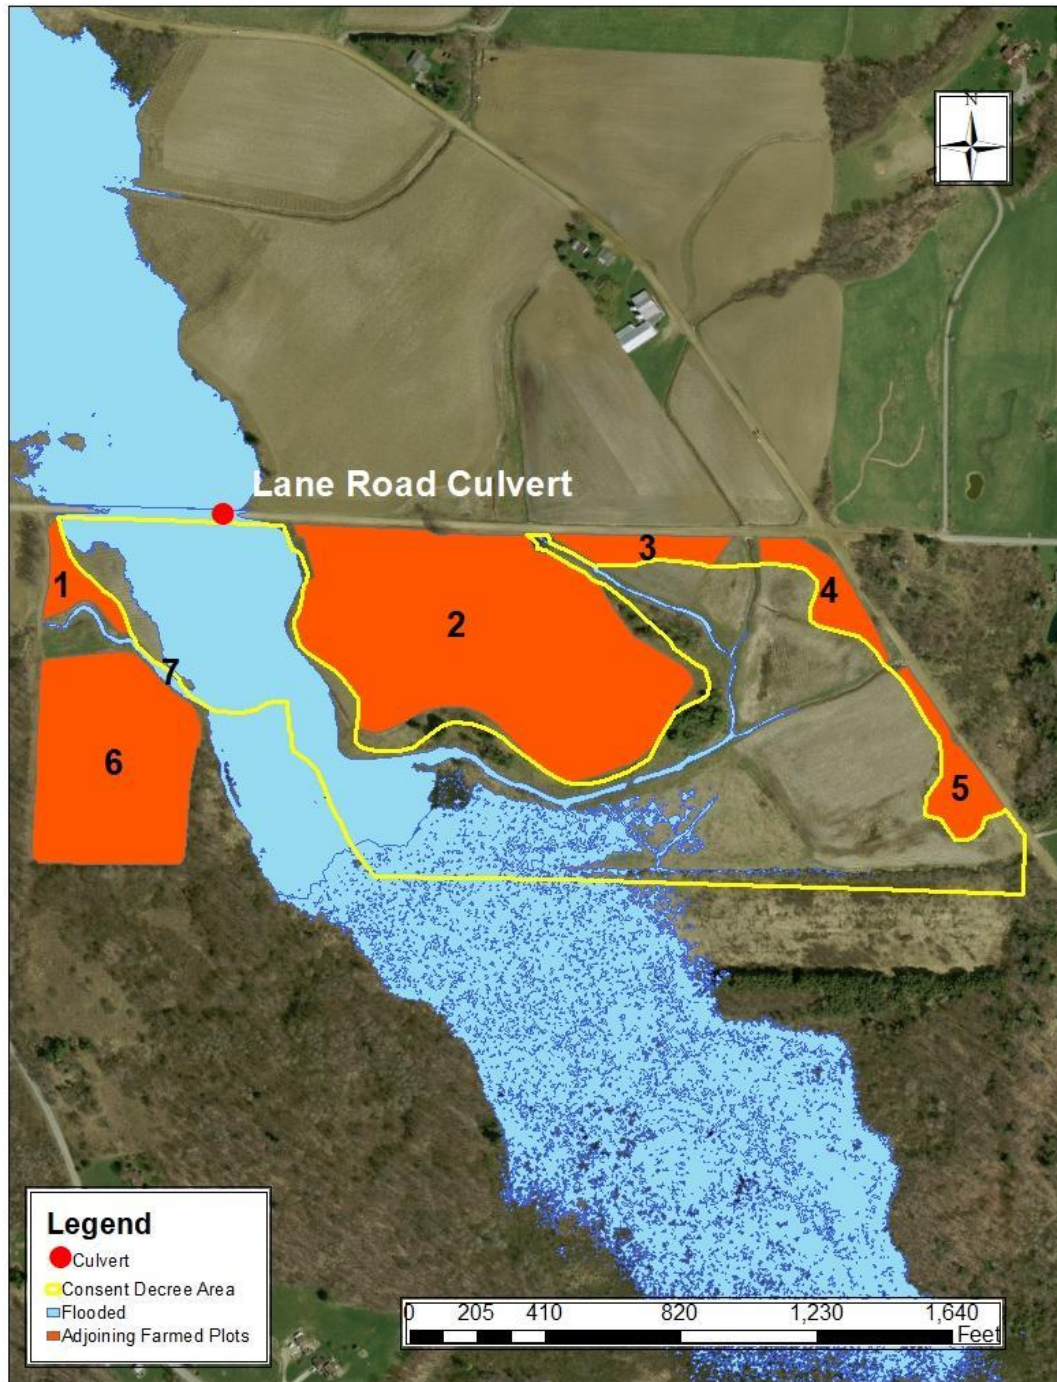 N
Lane Road Culvert
1
2
3
4
5
6
7
Legend
Culvert
Consent Decree Area
Flooded
Adjoining Farmed Plots
0 205 410 820 1,230 1,640
Feet